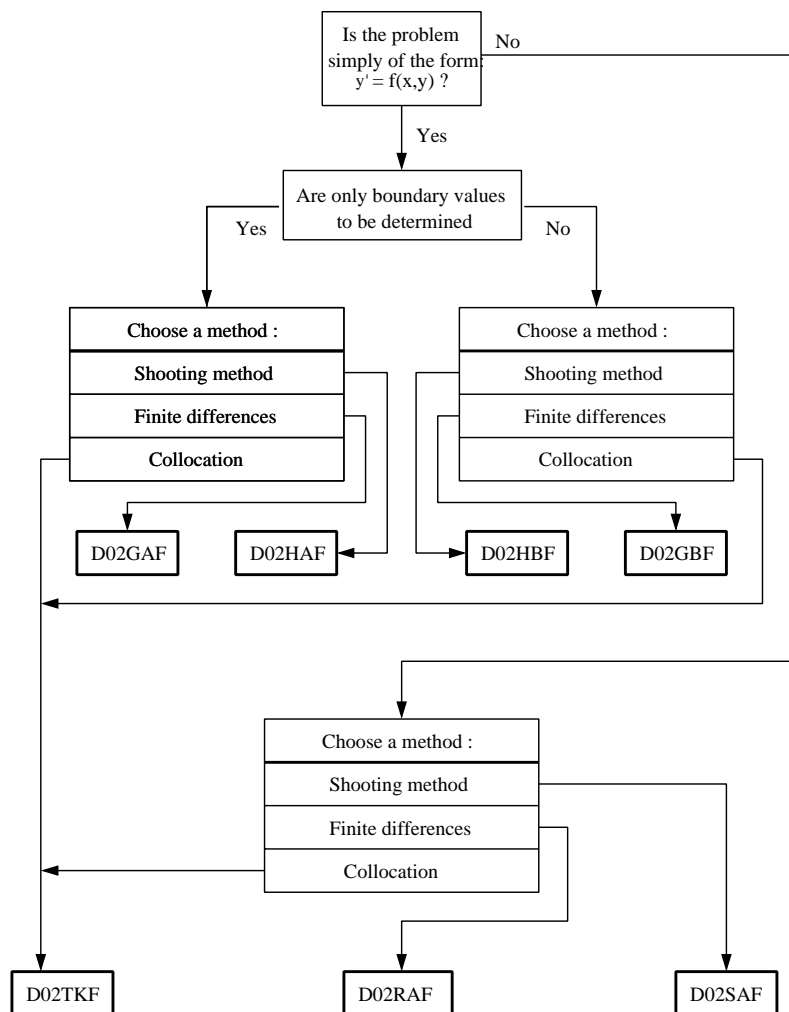 Is the problem
simply of the form:
y' = f(x,y) ?
No
Yes
Are only boundary values
to be determined
Yes
No
Choose a method :
Shooting method
Finite differences
Collocation
Choose a method :
Shooting method
Finite differences
Collocation
D02GAF
D02HAF
D02HBF
D02GBF
Choose a method :
Shooting method
Finite differences
Collocation
D02TKF
D02RAF
D02SAF